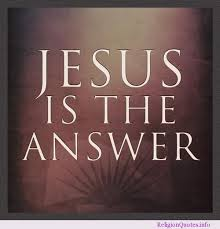 JESUS
IS THE
ANSWER
ReligionQuotes.info